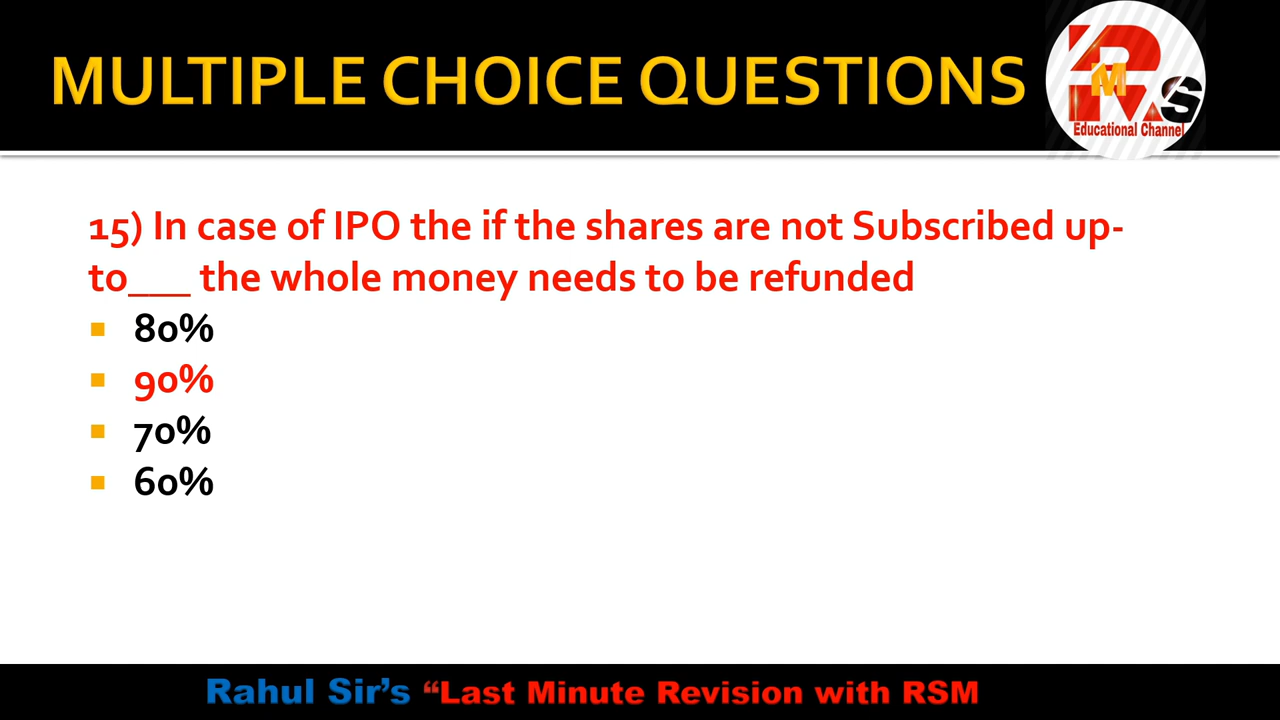 MULTIPLE CHOICE QUESTIONS
RMS
Educational Channel
15) In case of IPO the if the shares are not Subscribed up-
to___ the whole money needs to be refunded
80%
90%
70%
60%
Rahul Sir’s “Last Minute Revision with RSM